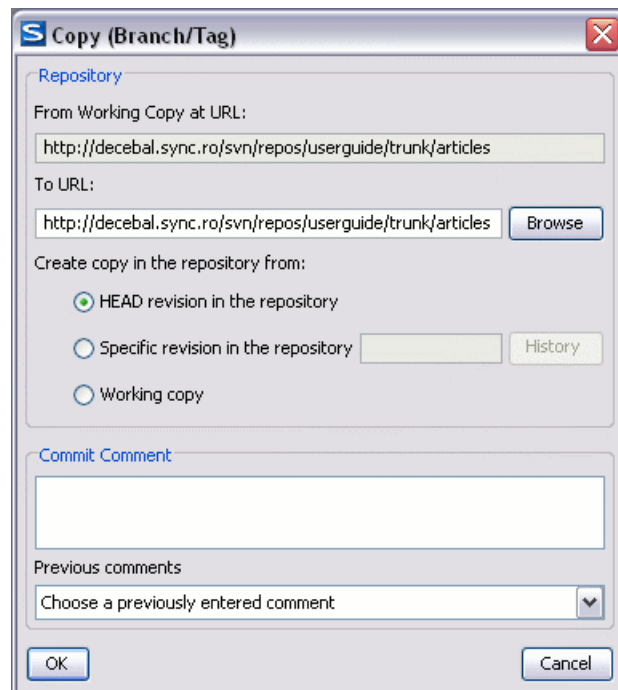 S Copy (Branch/Tag)
Repository
From Working Copy at URL:
http://decebal.sync.ro/svn/repos/userguide/trunk/articles
To URL:
http://decebal.sync.ro/svn/repos/userguide/trunk/articles Browse
Create copy in the repository from:
HEAD revision in the repository
Specific revision in the repository History
Working copy
Commit Comment
Previous comments
Choose a previously entered comment
OK Cancel